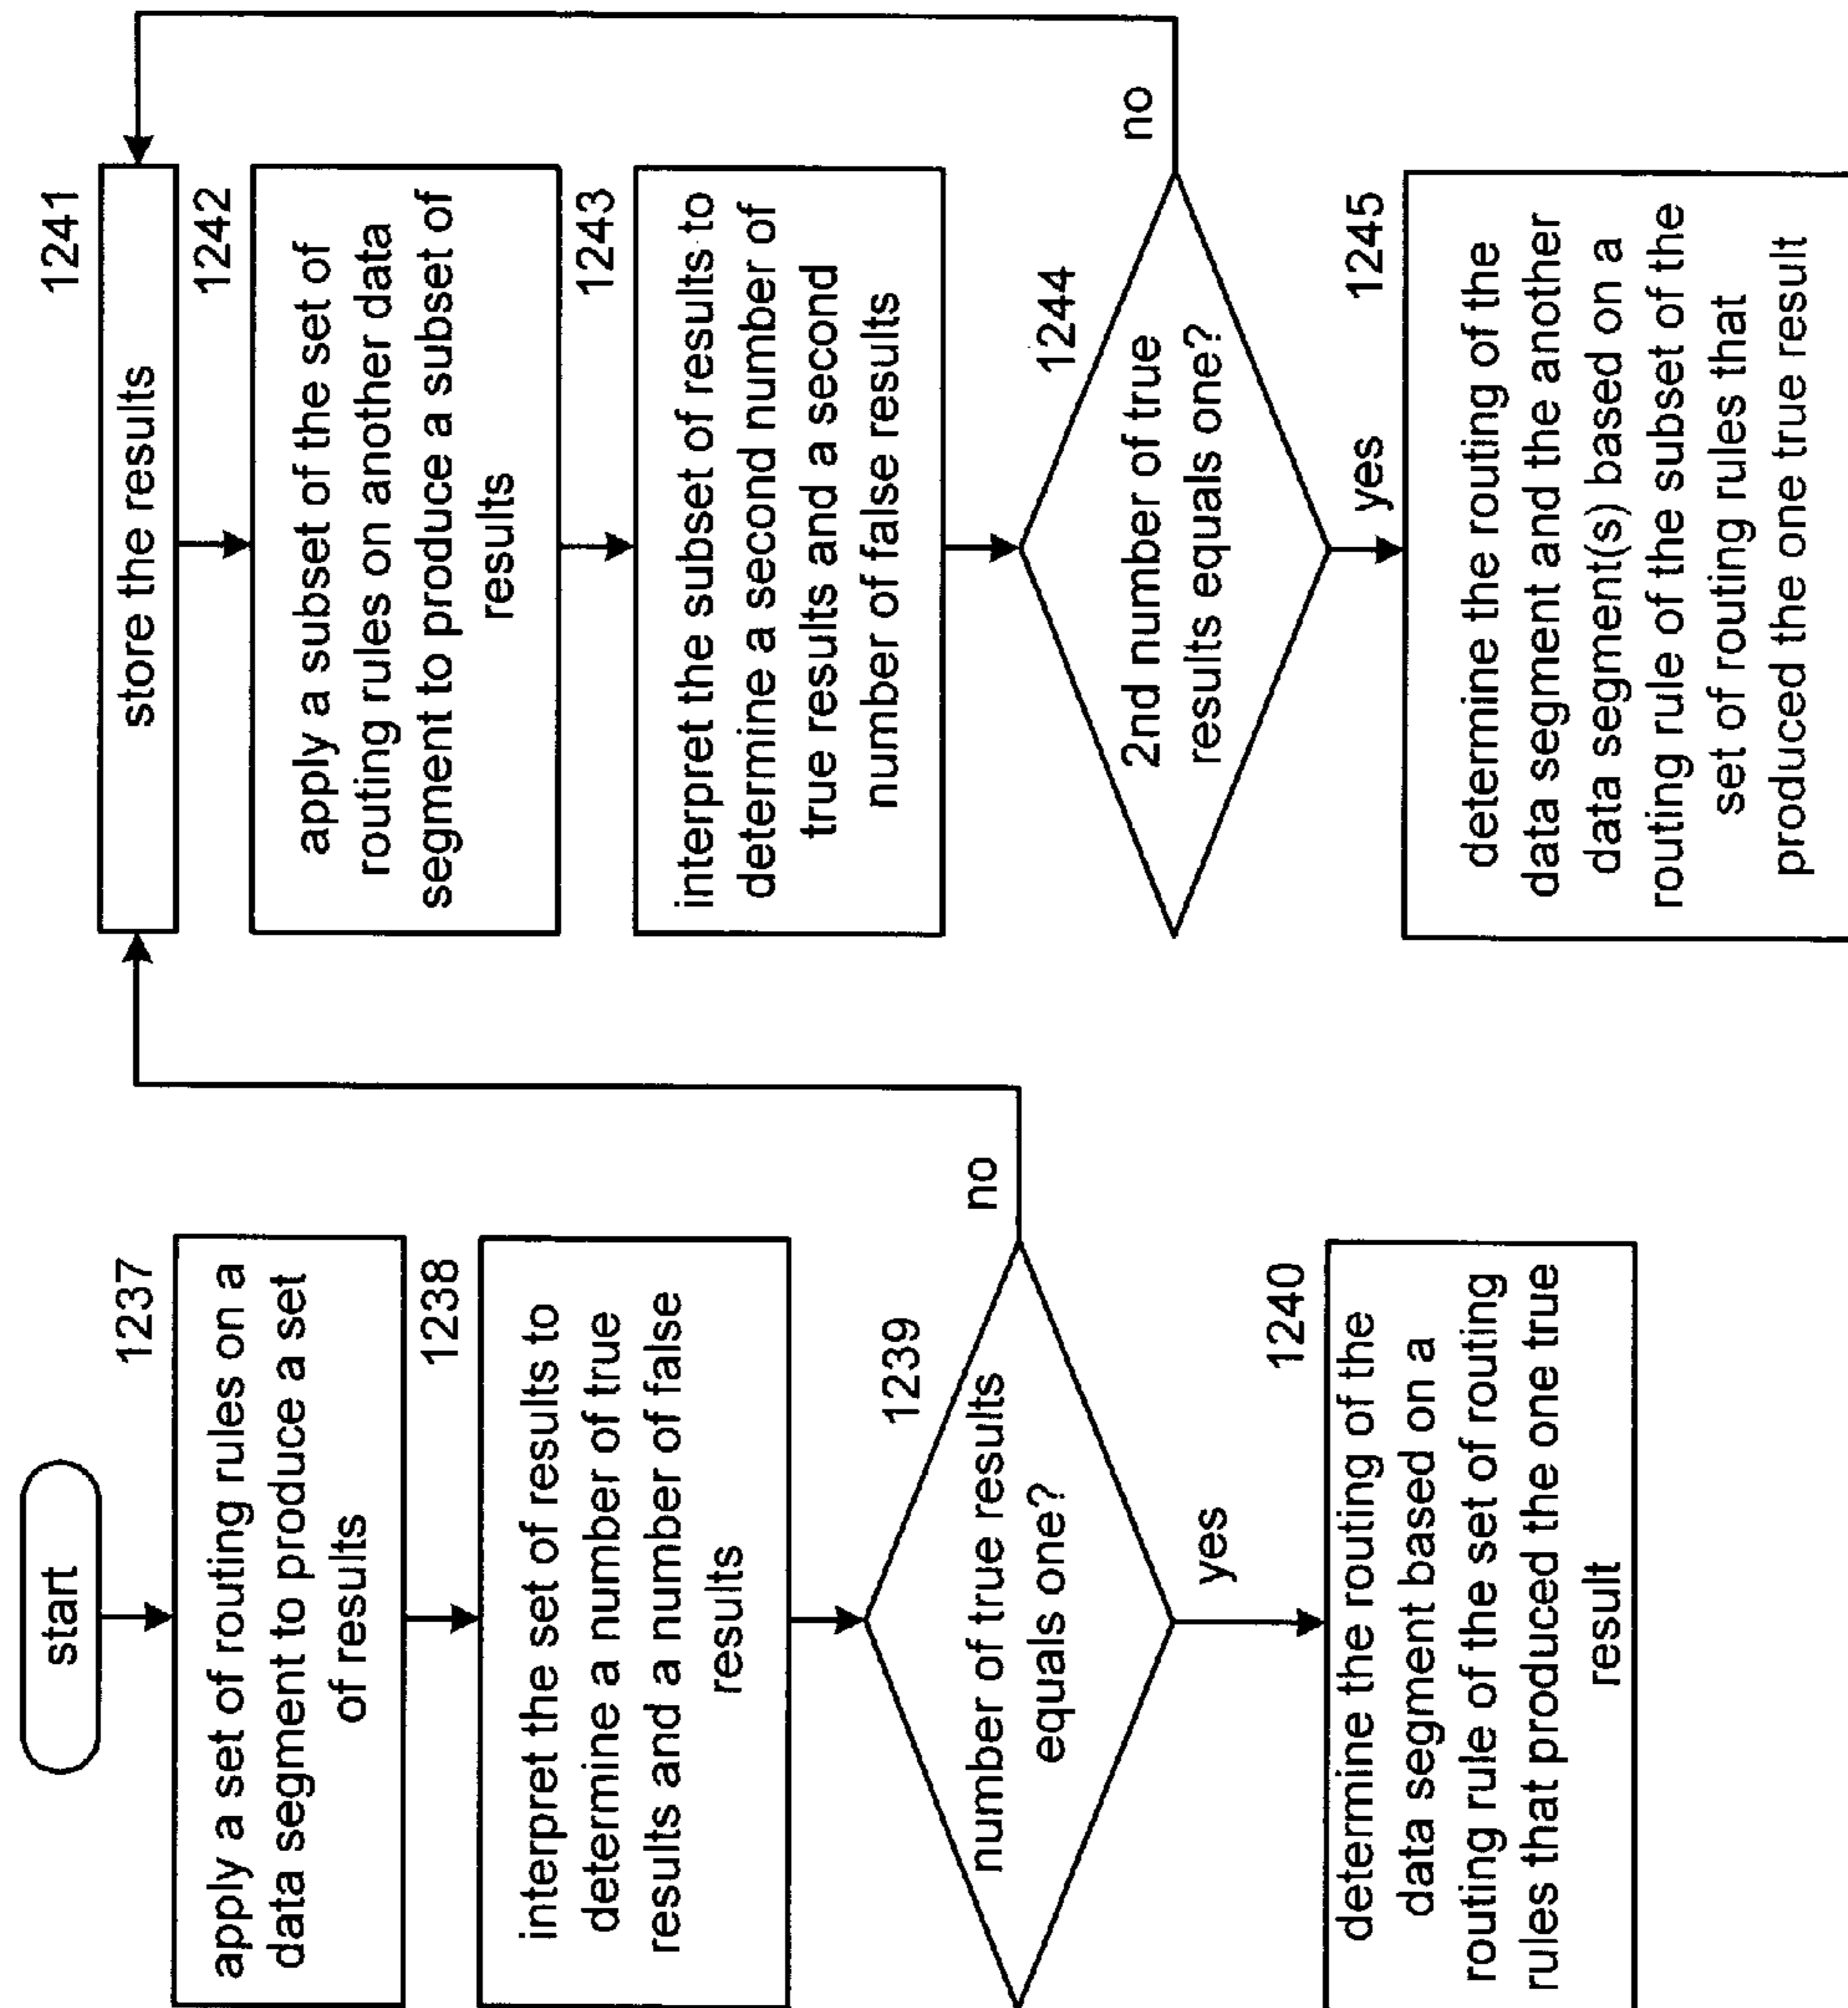 start
1237
apply a set of routing rules on a
data segment to produce a set
of results
1238
interpret the set of results to
determine a number of true
results and a number of false
results
1239
number of true results
equals one?
no
yes
1240
determine the routing of the
data segment based on a
routing rule of the set of routing
rules that produced the one true
result
1241
store the results
1242
apply a subset of the set of
routing rules on another data
segment to produce a subset of
results
1243
interpret the subset of results to
determine a second number of
true results and a second
number of false results
1244
2nd number of true
results equals one?
no
yes
1245
determine the routing of the
data segment and the another
data segment(s) based on a
routing rule of the subset of the
set of routing rules that
produced the one true result